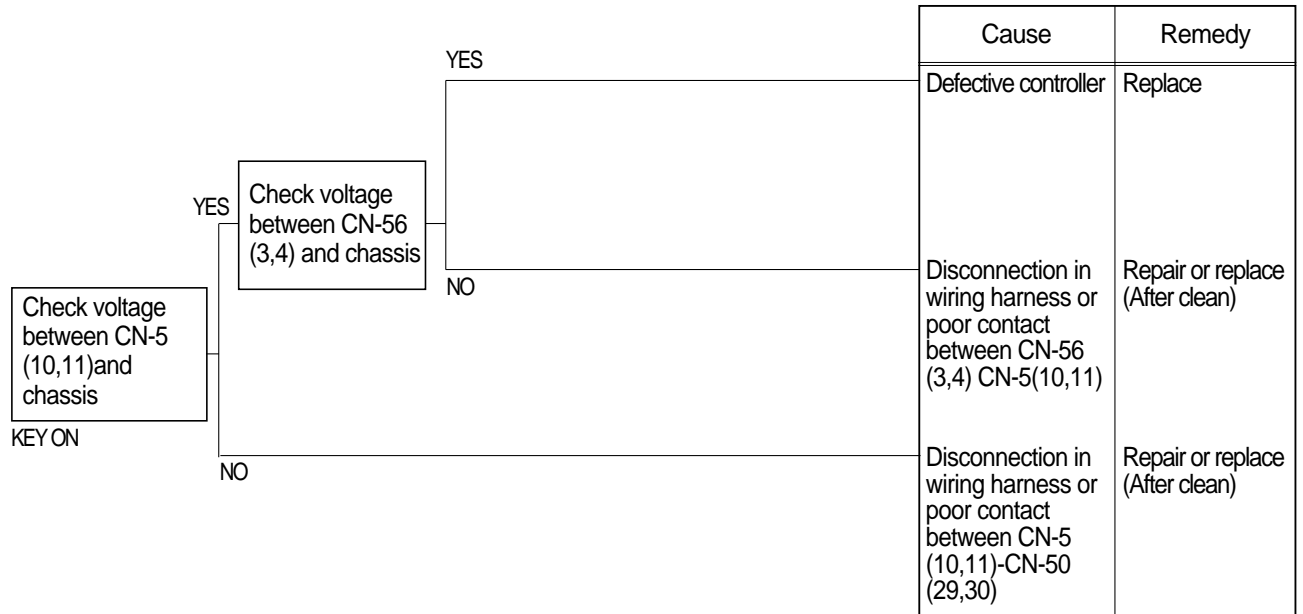 Cause Remedy
YES
Defective controller Replace
YES
Check voltage
between CN-56
(3,4) and chassis
NO
Disconnection in
wiring harness or
poor contact
between CN-56
(3,4) CN-5(10,11)
Repair or replace
(After clean)
Check voltage
between CN-5
(10,11)and
chassis
KEY ON
NO
Disconnection in
wiring harness or
poor contact
between CN-5
(10,11)-CN-50
(29,30)
Repair or replace
(After clean)